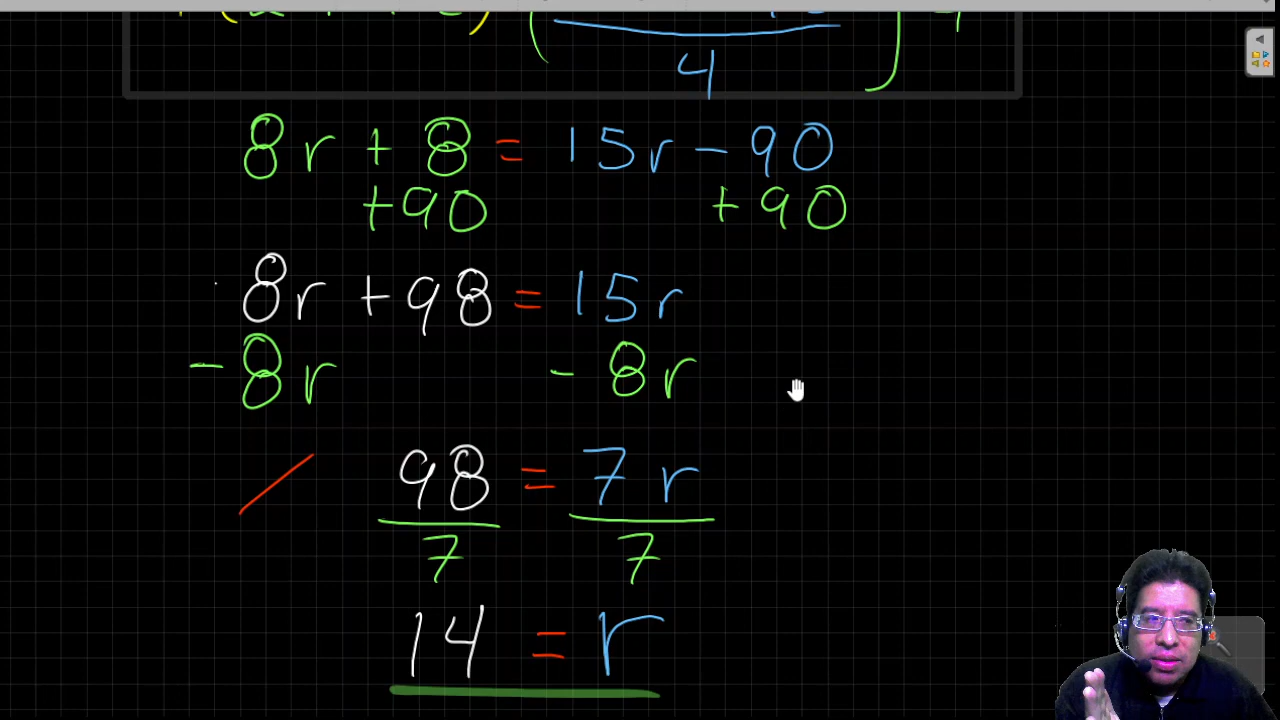 4
8r + 8 = 15r - 90
+90 +90
8r + 98 = 15r
-8r - 8r
98 = 7r
7 7
14 = r